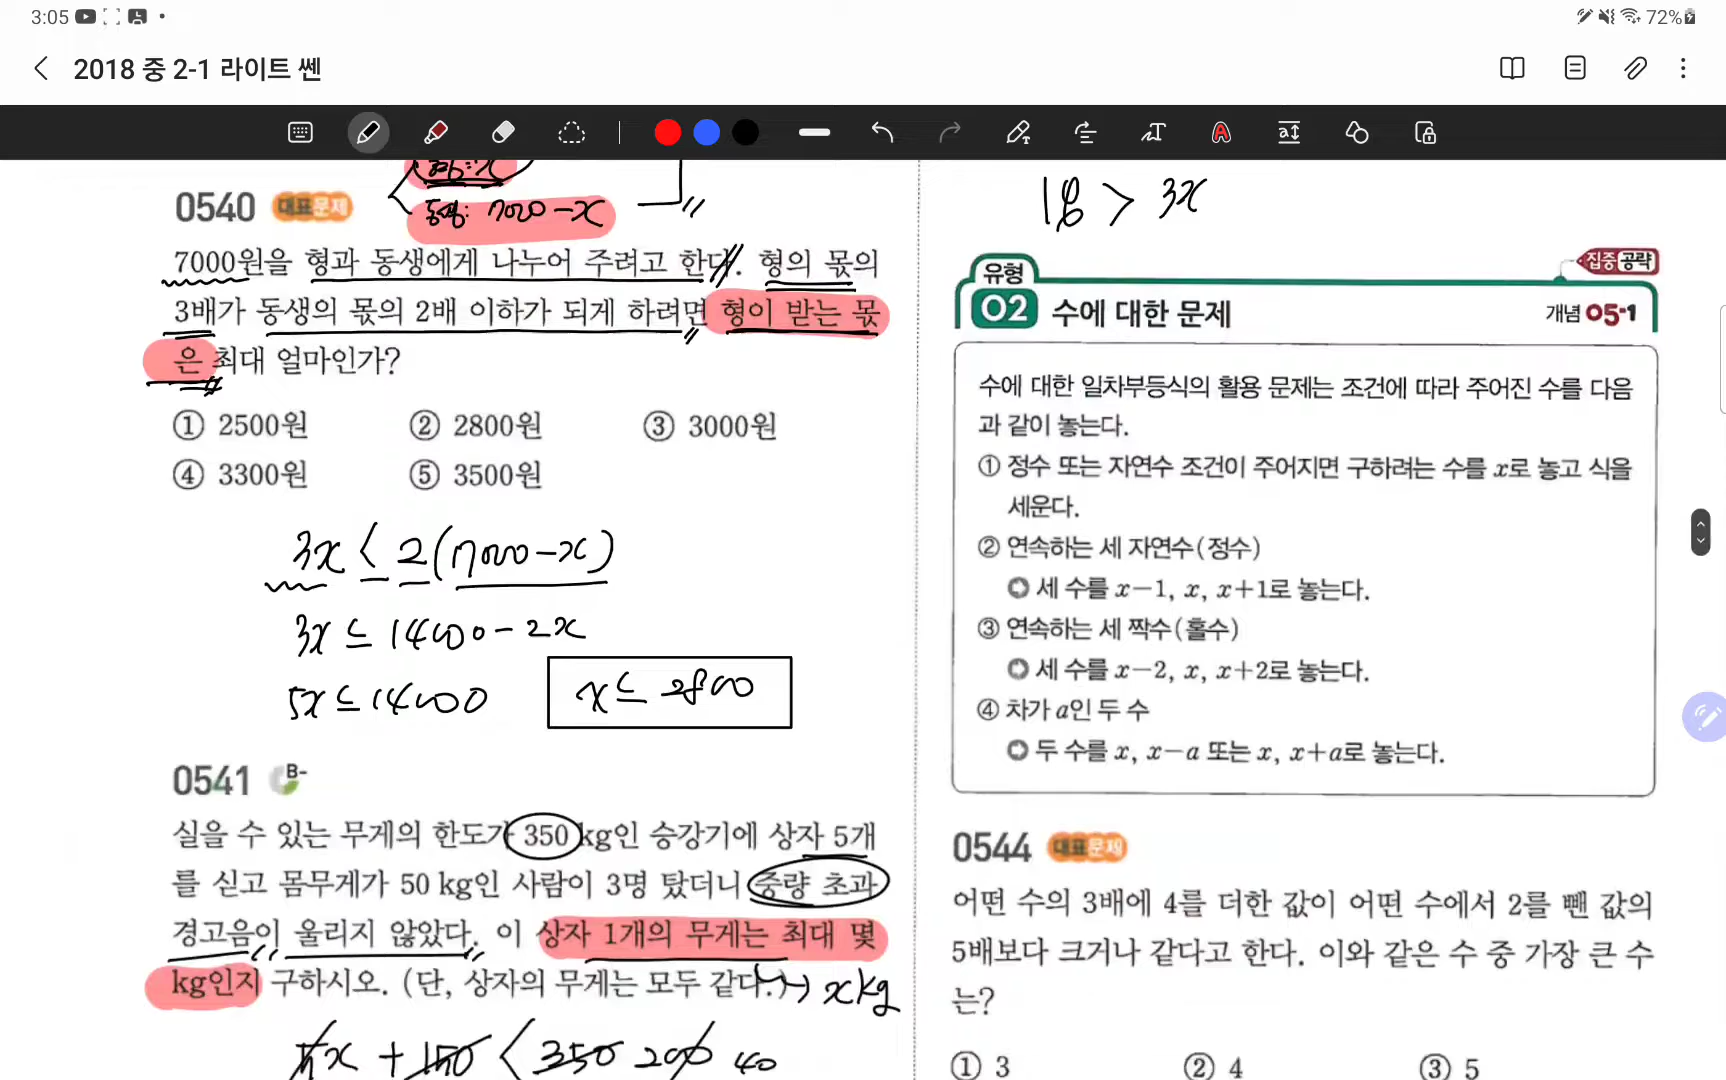 3:05
72%
2018 중 2-1 라이트 쎈
형: x
0540 대표문제
동생: 7000-x
7000원을 형과 동생에게 나누어 주려고 한다. 형의 몫의
3배가 동생의 몫의 2배 이하가 되게 하려면 형이 받는 몫
은 최대 얼마인가?
① 2500원 ② 2800원 ③ 3000원
④ 3300원 ⑤ 3500원
3x ≤ 2(7000-x)
3x ≤ 14000-2x
5x ≤ 14000
x ≤ 2800
0541 B-
실을 수 있는 무게의 한도가 350 kg인 승강기에 상자 5개
를 싣고 몸무게가 50 kg인 사람이 3명 탔더니 중량 초과
경고음이 울리지 않았다. 이 상자 1개의 무게는 최대 몇
kg인지 구하시오. (단, 상자의 무게는 모두 같다.) → x kg
5x + 150 < 350 200 40
18 > 3x
집중 공략
유형
02 수에 대한 문제 개념 05-1
수에 대한 일차부등식의 활용 문제는 조건에 따라 주어진 수를 다음
과 같이 놓는다.
① 정수 또는 자연수 조건이 주어지면 구하려는 수를 x로 놓고 식을
세운다.
② 연속하는 세 자연수(정수)
세 수를 x-1, x, x+1로 놓는다.
③ 연속하는 세 짝수(홀수)
세 수를 x-2, x, x+2로 놓는다.
④ 차가 a인 두 수
두 수를 x, x-a 또는 x, x+a로 놓는다.
0544 대표문제
어떤 수의 3배에 4를 더한 값이 어떤 수에서 2를 뺀 값의
5배보다 크거나 같다고 한다. 이와 같은 수 중 가장 큰 수
는?
① 3 ② 4 ③ 5